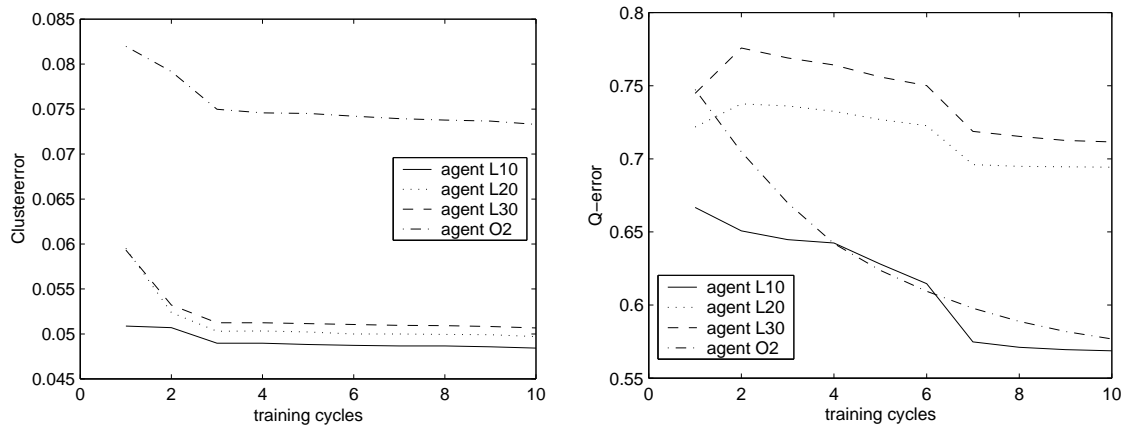 0.085
0.08
0.075
0.07
0.065
0.06
0.055
0.05
0.045
0 2 4 6 8 10
training cycles
Clustererror
agent L10
agent L20
agent L30
agent O2
0.8
0.75
0.7
0.65
0.6
0.55
0 2 4 6 8 10
training cycles
Q-error
agent L10
agent L20
agent L30
agent O2